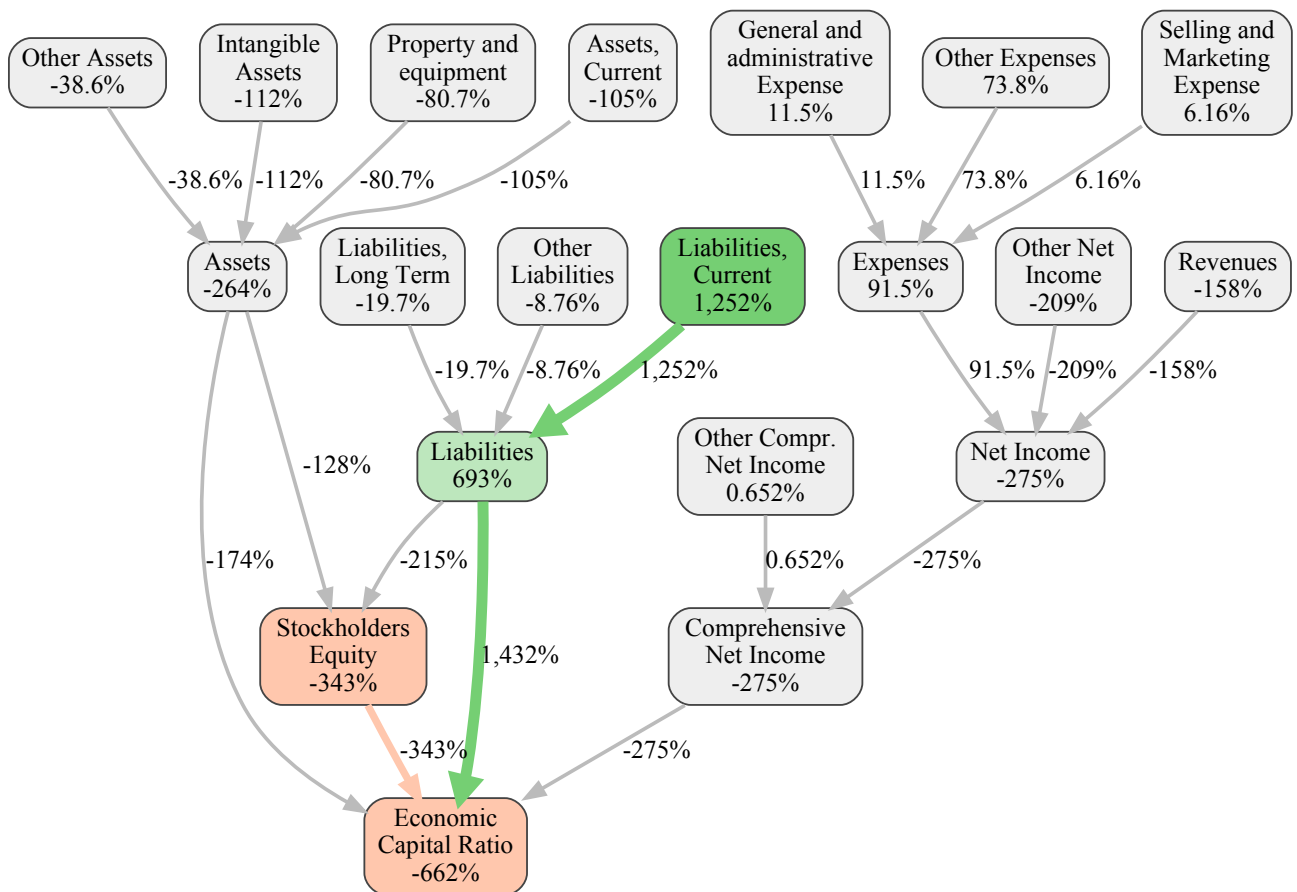 Other Assets
-38.6%
Intangible
Assets
-112%
Property and
equipment
-80.7%
Assets,
Current
-105%
General and
administrative
Expense
11.5%
Other Expenses
73.8%
Selling and
Marketing
Expense
6.16%
-38.6%
-112%
-80.7%
-105%
11.5%
73.8%
6.16%
Assets
-264%
Liabilities,
Long Term
-19.7%
Other
Liabilities
-8.76%
Liabilities,
Current
1,252%
Expenses
91.5%
Other Net
Income
-209%
Revenues
-158%
-19.7%
-8.76%
1,252%
91.5%
-209%
-158%
-128%
Liabilities
693%
Other Compr.
Net Income
0.652%
Net Income
-275%
-174%
-215%
0.652%
-275%
Stockholders
Equity
-343%
1,432%
Comprehensive
Net Income
-275%
-343%
-275%
Economic
Capital Ratio
-662%